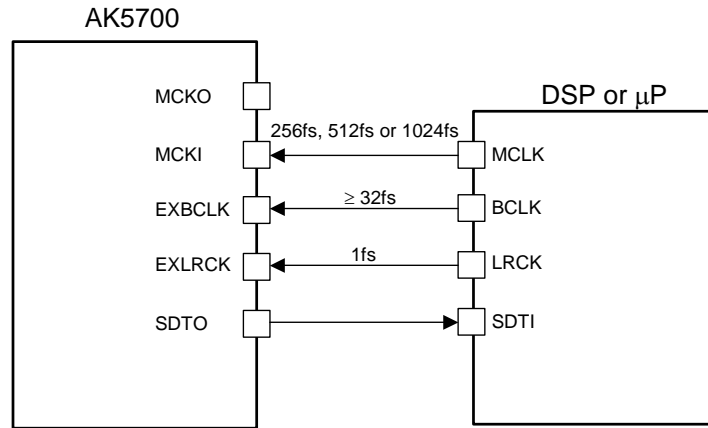 AK5700
DSP or μP
MCKO
256fs, 512fs or 1024fs
MCKI
MCLK
≥ 32fs
EXBCLK
BCLK
1fs
EXLRCK
LRCK
SDTO
SDTI